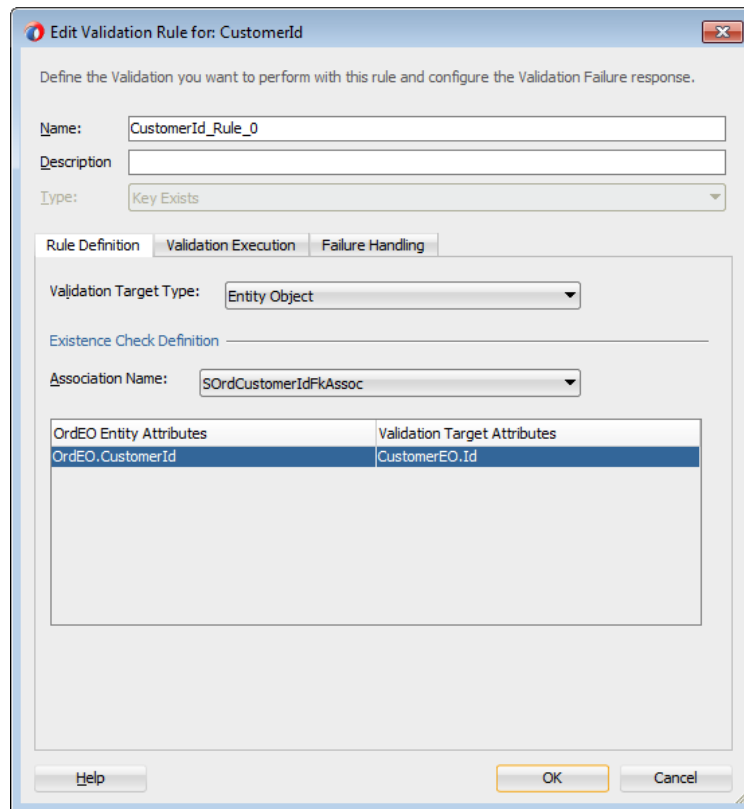 Edit Validation Rule for: CustomerId
Define the Validation you want to perform with this rule and configure the Validation Failure response.
Name: CustomerId_Rule_0
Description
Type: Key Exists
Rule Definition Validation Execution Failure Handling
Validation Target Type: Entity Object
Existence Check Definition
Association Name: SOrdCustomerIdFkAssoc
OrdEO Entity Attributes Validation Target Attributes
OrdEO.CustomerId CustomerEO.Id
Help OK Cancel